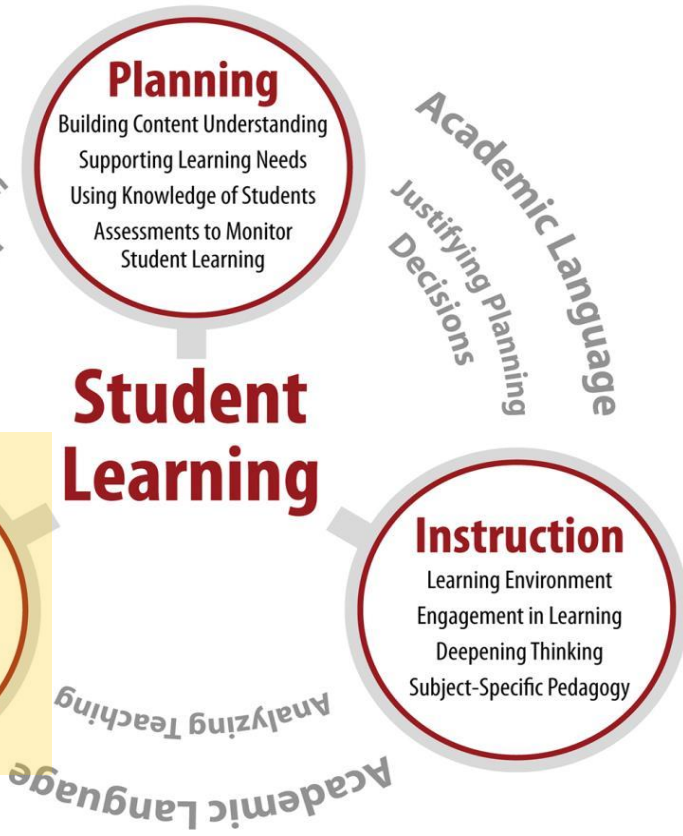 Planning
Building Content Understanding
Supporting Learning Needs
Using Knowledge of Students
Assessments to Monitor
Student Learning
Academic Language
Justifying Planning
Decisions
Student
Learning
Instruction
Learning Environment
Engagement in Learning
Deepening Thinking
Subject-Specific Pedagogy
Analyzing Teaching
Academic Language